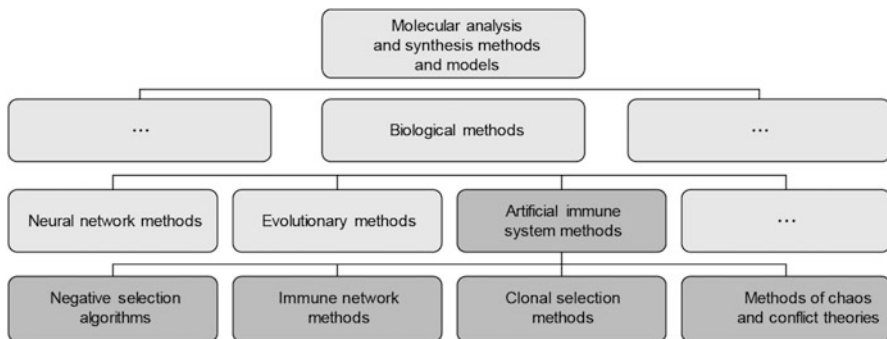 Molecular analysis
and synthesis methods
and models
...
Biological methods
...
Neural network methods
Evolutionary methods
Artificial immune
system methods
...
Negative selection
algorithms
Immune network
methods
Clonal selection
methods
Methods of chaos
and conflict theories